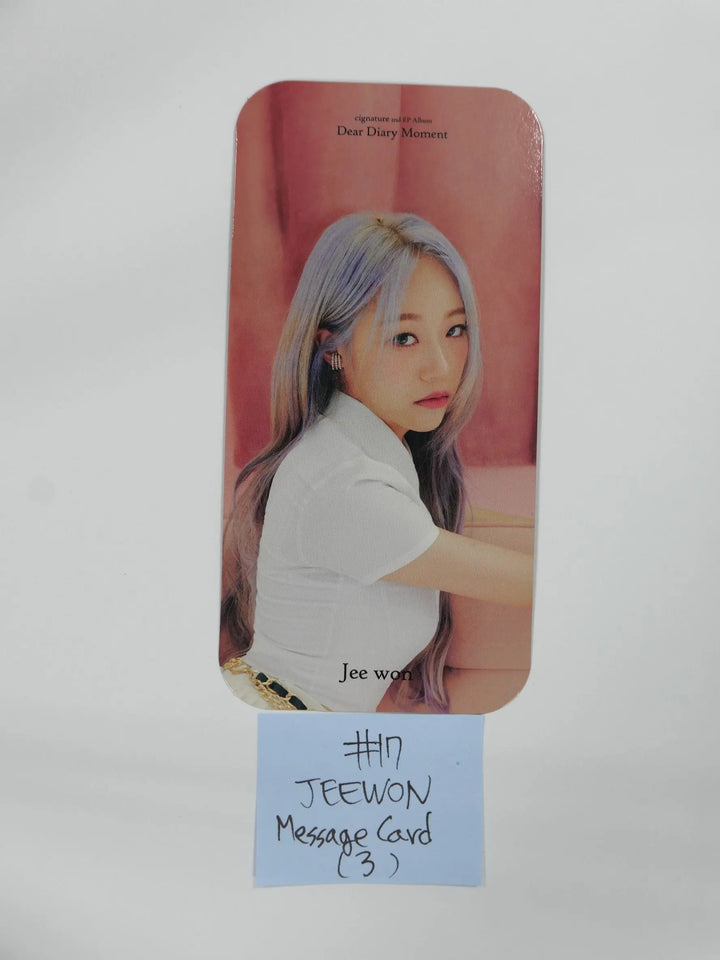 cignature 2nd EP Album
Dear Diary Moment
Jee won
#17
JEEWON
Message Card
(3)